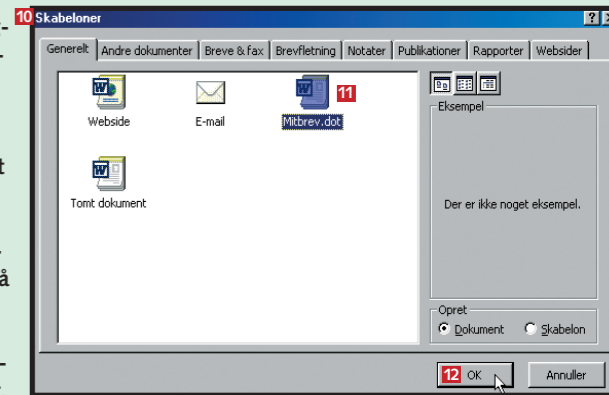 -
-
t
å
-
10 Skabeloner
Generelt Andre dokumenter Breve & fax Brevfletning Notater Publikationer Rapporter Websider
Webside E-mail Mitbrev.dot 11
Tomt dokument
Eksempel
Der er ikke noget eksempel.
Opret
Dokument Skabelon
12 OK Annuller